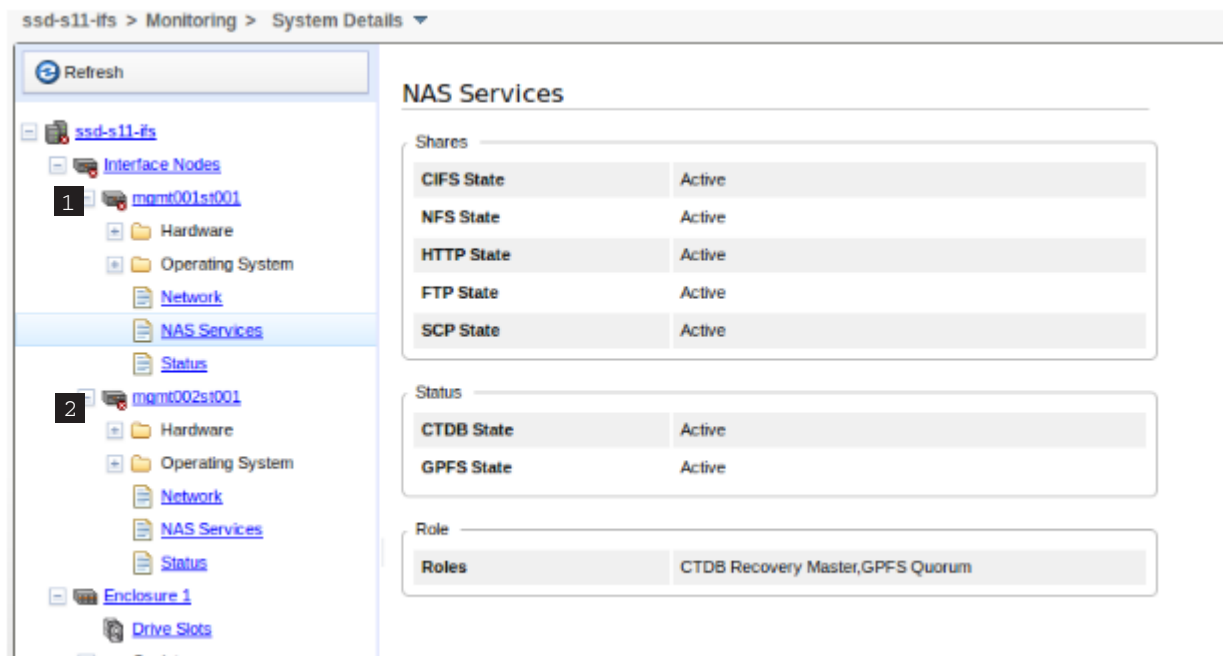 ssd-s11-ifs > Monitoring > System Details
Refresh
ssd-s11-ifs
Interface Nodes
1
mgmt001st001
Hardware
Operating System
Network
NAS Services
Status
2
mgmt002st001
Hardware
Operating System
Network
NAS Services
Status
Enclosure 1
Drive Slots
NAS Services
Shares
CIFS State Active
NFS State Active
HTTP State Active
FTP State Active
SCP State Active
Status
CTDB State Active
GPFS State Active
Role
Roles CTDB Recovery Master,GPFS Quorum